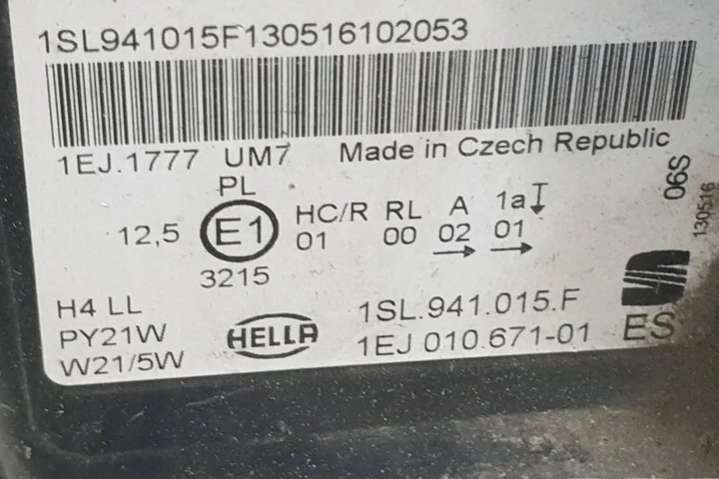 1SL941015F130516102053
1EJ.1777 UM7 Made in Czech Republic
PL
12,5 E1 HC/R RL A 1a
01 00 02 01
3215
06S
130516
H4 LL
PY21W
W21/5W
HELLA
1SL.941.015.F
1EJ 010.671-01
ES